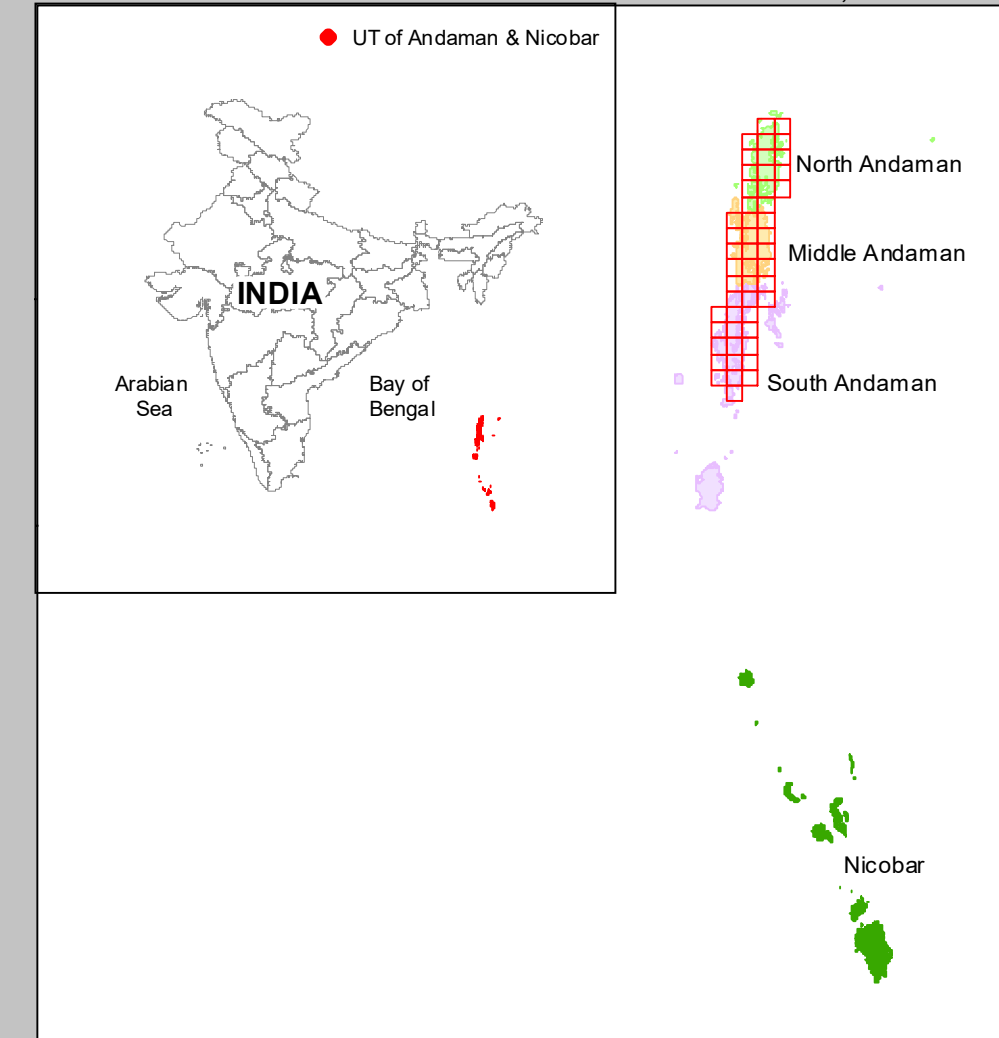 UT of Andaman & Nicobar
INDIA
Arabian
Sea
Bay of
Bengal
North Andaman
Middle Andaman
South Andaman
Nicobar